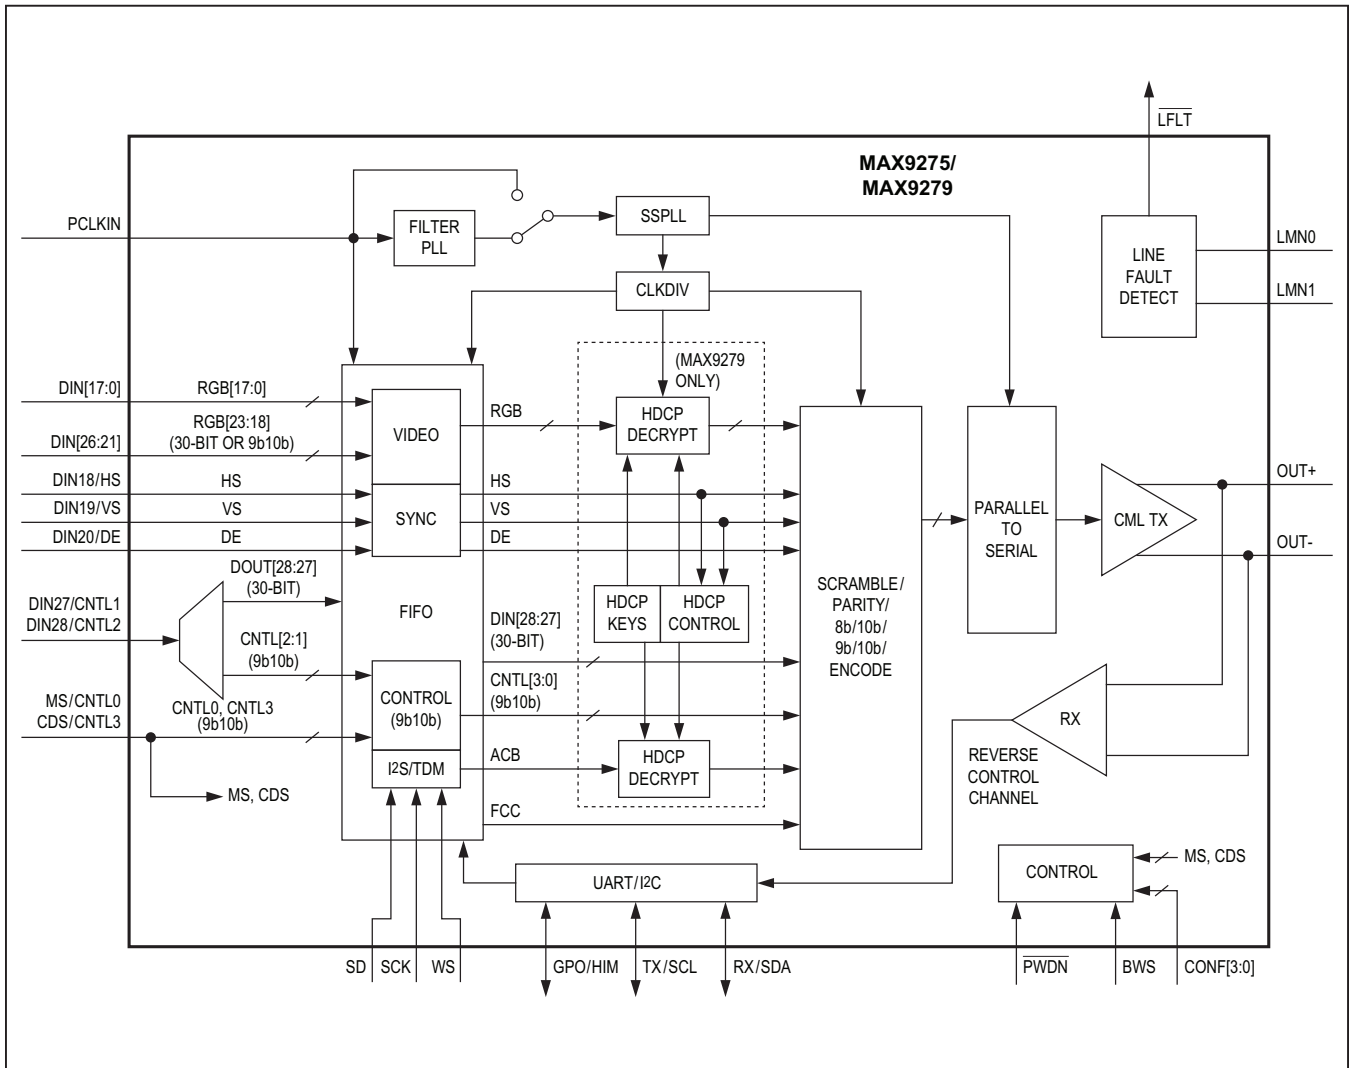 LFLT
MAX9275/
MAX9279
PCLKIN
FILTER
PLL
SSPLL
CLKDIV
LINE
FAULT
DETECT
LMN0
LMN1
(MAX9279
ONLY)
DIN[17:0]
RGB[17:0]
RGB
HDCP
DECRYPT
DIN[26:21]
RGB[23:18]
(30-BIT OR 9b10b)
VIDEO
DIN18/HS
HS
HS
DIN19/VS
VS
SYNC
VS
DIN20/DE
DE
DE
PARALLEL
TO
SERIAL
CML TX
OUT+
OUT-
DOUT[28:27]
(30-BIT)
DIN27/CNTL1
DIN28/CNTL2
FIFO
HDCP
KEYS
HDCP
CONTROL
DIN[28:27]
(30-BIT)
SCRAMBLE/
PARITY/
8b/10b/
9b/10b/
ENCODE
CNTL[2:1]
(9b10b)
MS/CNTL0
CDS/CNTL3
CNTL0, CNTL3
(9b10b)
CONTROL
(9b10b)
CNTL[3:0]
(9b10b)
RX
REVERSE
CONTROL
CHANNEL
I2S/TDM
ACB
HDCP
DECRYPT
MS, CDS
FCC
UART/I2C
CONTROL
MS, CDS
SD
SCK
WS
GPO/HIM
TX/SCL
RX/SDA
PWDN
BWS
CONF[3:0]